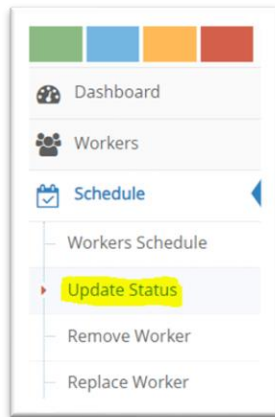 Dashboard
Workers
Schedule
Workers Schedule
Update Status
Remove Worker
Replace Worker